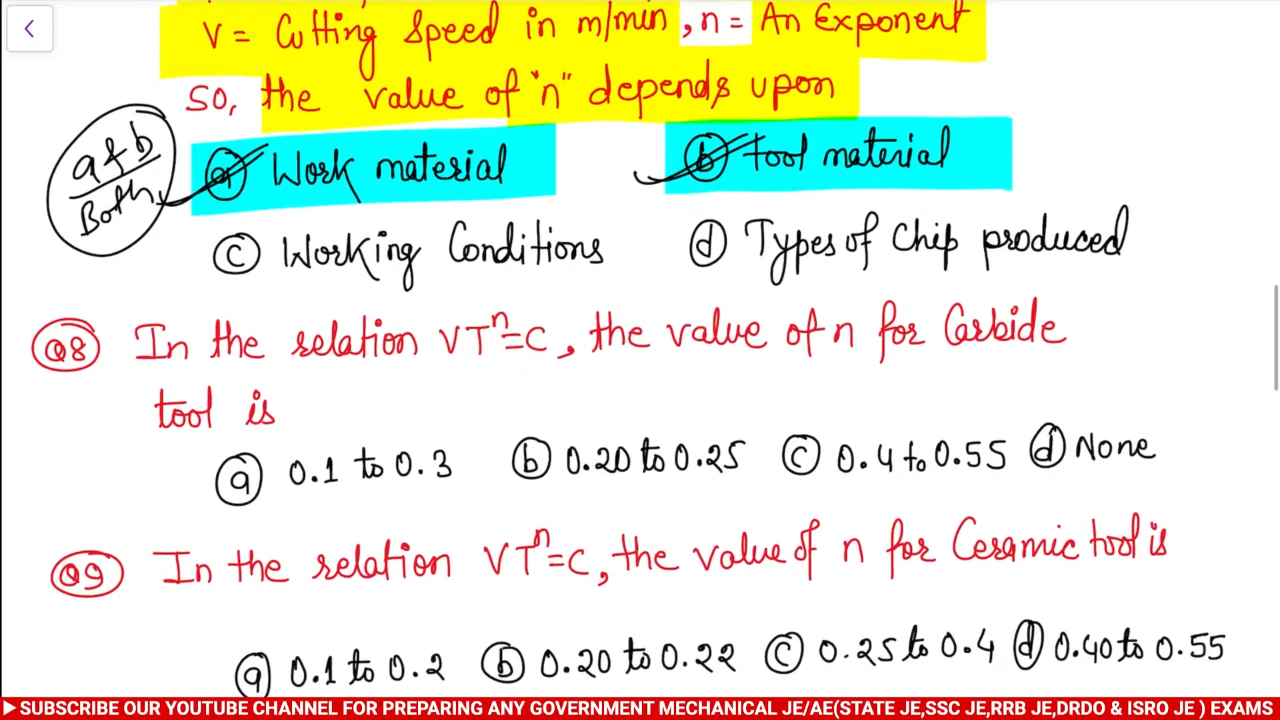 V = Cutting Speed in m/min, n = An Exponent
so, the value of "n" depends upon
a & b
Both
(a) Work material (b) tool material
(c) Working Conditions (d) Types of chip produced
Q8 In the relation VTⁿ=C, the value of n for Carbide
tool is
(a) 0.1 to 0.3 (b) 0.20 to 0.25 (c) 0.4 to 0.55 (d) None
Q9 In the relation VTⁿ=C, the value of n for Ceramic tool is
(a) 0.1 to 0.2 (b) 0.20 to 0.22 (c) 0.25 to 0.4 (d) 0.40 to 0.55
▶ SUBSCRIBE OUR YOUTUBE CHANNEL FOR PREPARING ANY GOVERNMENT MECHANICAL JE/AE(STATE JE,SSC JE,RRB JE,DRDO & ISRO JE ) EXAMS